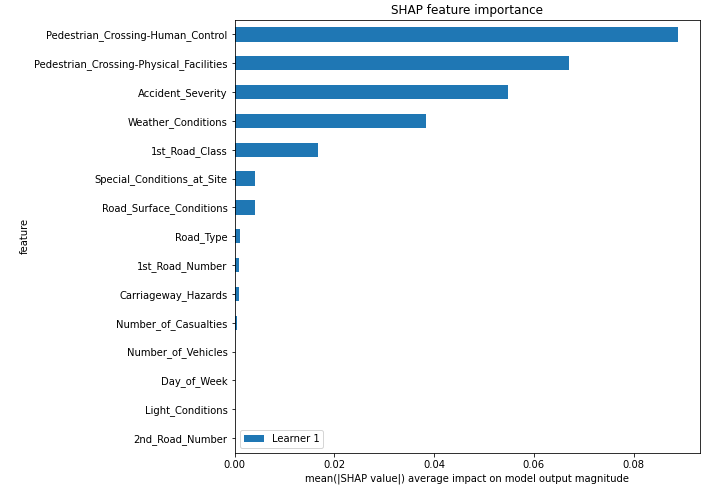 SHAP feature importance
Pedestrian_Crossing-Human_Control
Pedestrian_Crossing-Physical_Facilities
Accident_Severity
Weather_Conditions
1st_Road_Class
Special_Conditions_at_Site
Road_Surface_Conditions
Road_Type
1st_Road_Number
Carriageway_Hazards
Number_of_Casualties
Number_of_Vehicles
Day_of_Week
Light_Conditions
2nd_Road_Number
feature
Learner 1
0.00 0.02 0.04 0.06 0.08
mean(|SHAP value|) average impact on model output magnitude